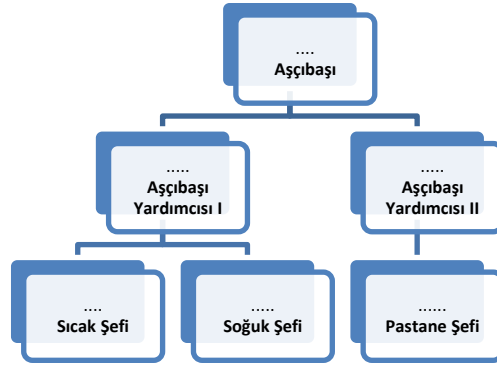 ....
Aşçıbaşı
.....
Aşçıbaşı
Yardımcısı I
.....
Aşçıbaşı
Yardımcısı II
....
Sıcak Şefi
.....
Soğuk Şefi
......
Pastane Şefi